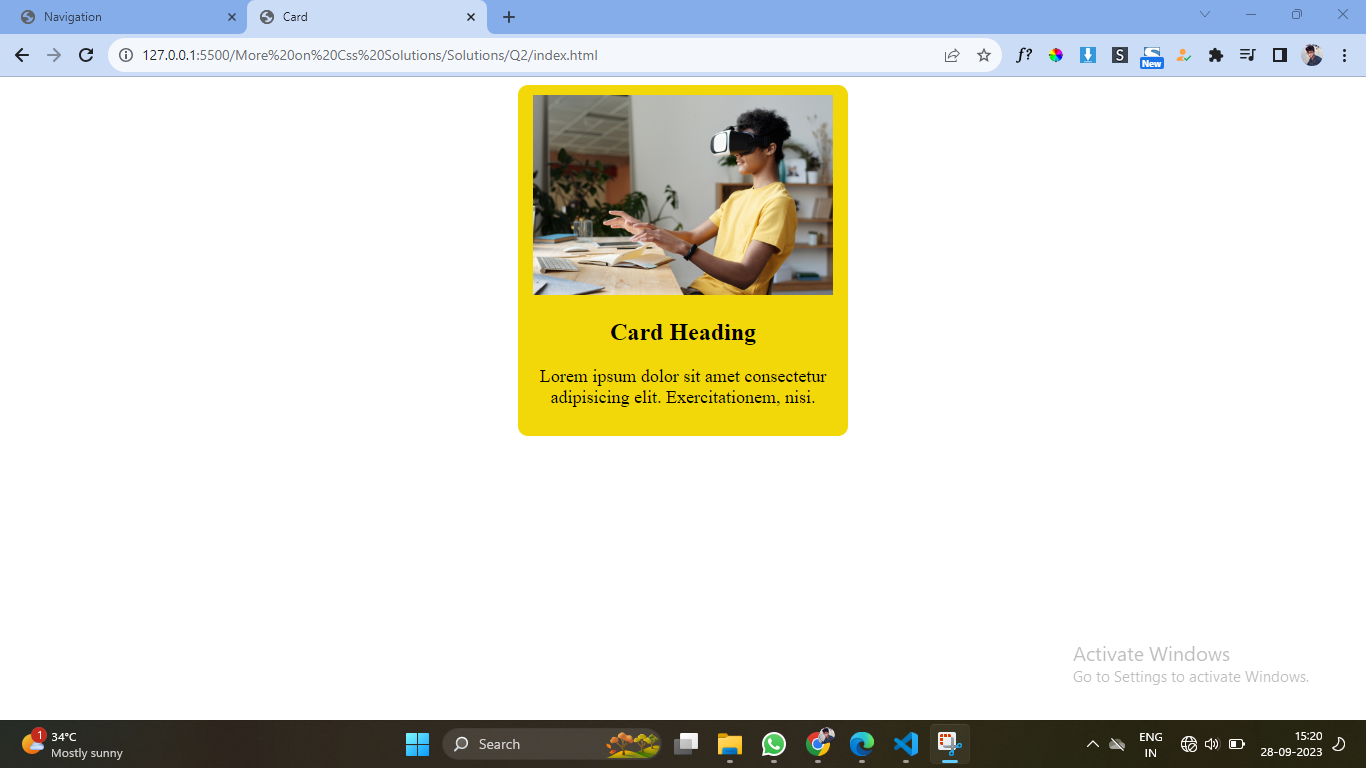 Navigation
Card
127.0.0.1:5500/More%20on%20Css%20Solutions/Solutions/Q2/index.html
f?
S
New
Card Heading
Lorem ipsum dolor sit amet consectetur
adipisicing elit. Exercitationem, nisi.
Activate Windows
Go to Settings to activate Windows.
1
34°C
Mostly sunny
Search
ENG
IN
15:20
28-09-2023